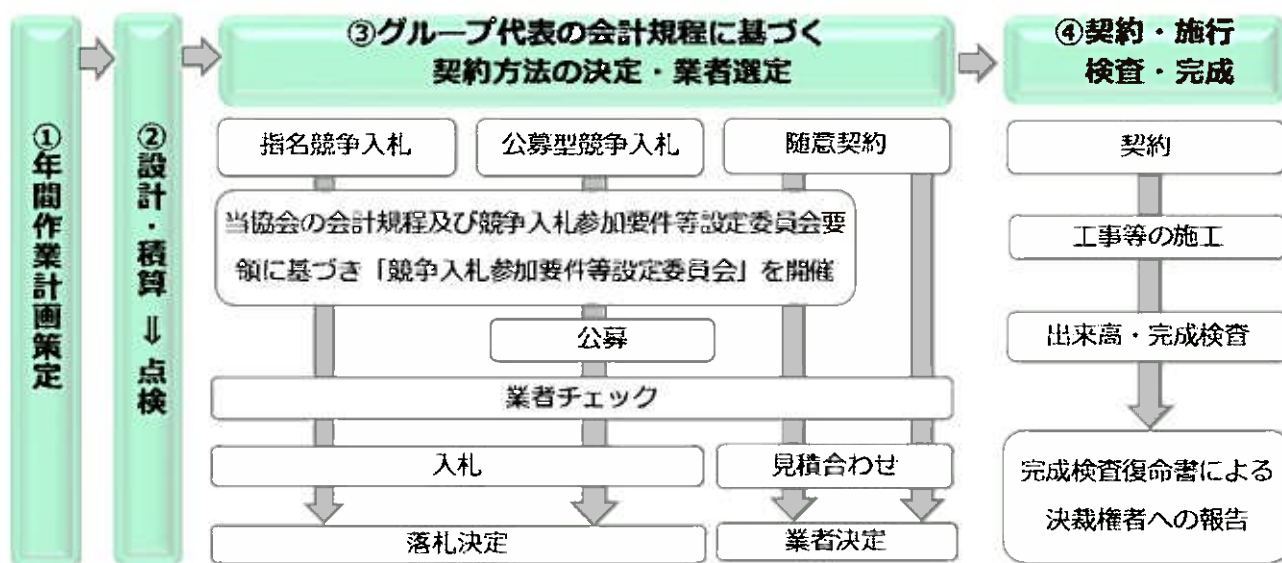 ①年間作業計画策定
②設計・積算 ⇓ 点検
③グループ代表の会計規程に基づく
契約方法の決定・業者選定
指名競争入札
公募型競争入札
随意契約
当協会の会計規程及び競争入札参加要件等設定委員会要
領に基づき「競争入札参加要件等設定委員会」を開催
公募
業者チェック
入札
見積合わせ
落札決定
業者決定
④契約・施行
検査・完成
契約
工事等の施工
出来高・完成検査
完成検査復命書による
決裁権者への報告